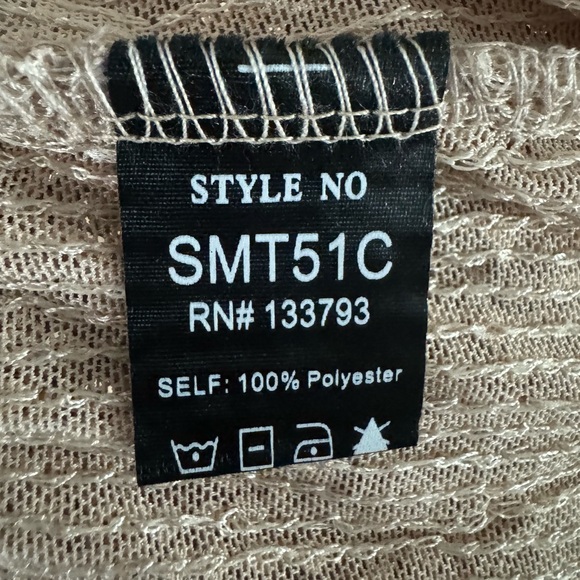 STYLE NO
SMT51C
RN# 133793
SELF: 100% Polyester